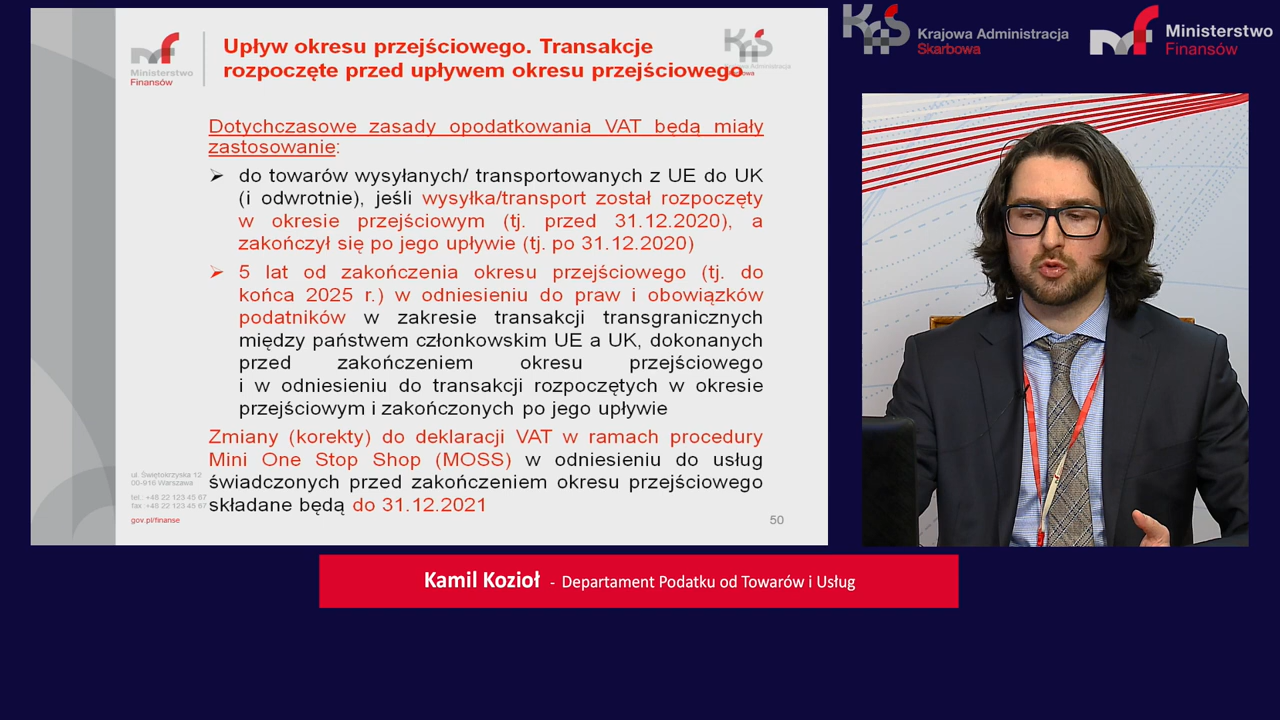 Upływ okresu przejściowego. Transakcje
rozpoczęte przed upływem okresu przejściowego
Ministerstwo
Finansów
Dotychczasowe zasady opodatkowania VAT będą miały
zastosowanie:
➢ do towarów wysyłanych/ transportowanych z UE do UK
(i odwrotnie), jeśli wysyłka/transport został rozpoczęty
w okresie przejściowym (tj. przed 31.12.2020), a
zakończył się po jego upływie (tj. po 31.12.2020)
➢ 5 lat od zakończenia okresu przejściowego (tj. do
końca 2025 r.) w odniesieniu do praw i obowiązków
podatników w zakresie transakcji transgranicznych
między państwem członkowskim UE a UK, dokonanych
przed zakończeniem okresu przejściowego
i w odniesieniu do transakcji rozpoczętych w okresie
przejściowym i zakończonych po jego upływie
Zmiany (korekty) do deklaracji VAT w ramach procedury
Mini One Stop Shop (MOSS) w odniesieniu do usług
świadczonych przed zakończeniem okresu przejściowego
składane będą do 31.12.2021
ul. Świętokrzyska 12
00-916 Warszawa
tel.: +48 22 123 45 67
fax :+48 22 123 45 67
gov.pl/finanse
50
Krajowa Administracja
Skarbowa
Ministerstwo
Finansów
Kamil Kozioł - Departament Podatku od Towarów i Usług